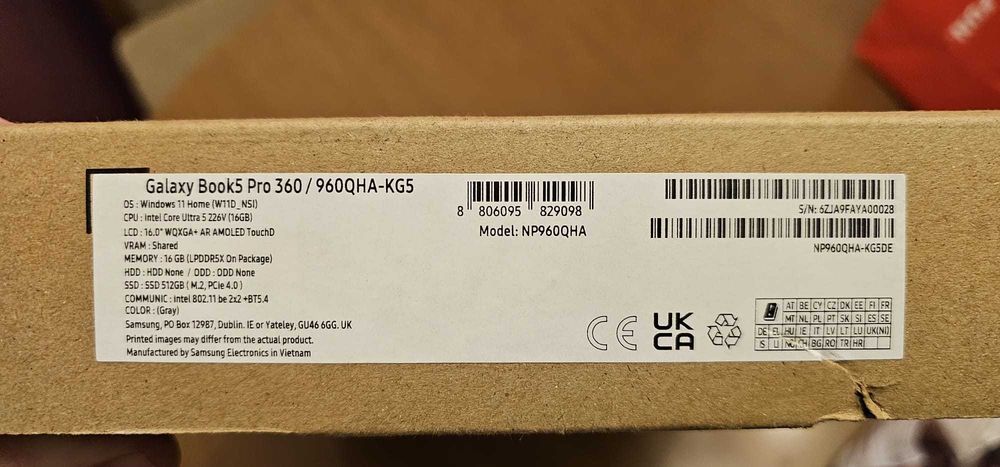 Galaxy Book5 Pro 360 / 960QHA-KG5
OS : Windows 11 Home (W11D_NSI)
CPU : Intel Core Ultra 5 226V (16GB)
LCD : 16.0" WQXGA+ AR AMOLED TouchD
VRAM : Shared
MEMORY : 16 GB (LPDDR5X On Package)
HDD : HDD None / ODD : ODD None
SSD : SSD 512GB ( M.2, PCIe 4.0 )
COMMUNIC : intel 802.11 be 2x2 +BT5.4
COLOR : (Gray)
Samsung, PO Box 12987, Dublin. IE or Yateley, GU46 6GG. UK
Printed images may differ from the actual product.
Manufactured by Samsung Electronics in Vietnam
8 806095 829098
Model: NP960QHA
S/N: 6ZJA9FAYA00028
NP960QHA-KG5DE
CE
UK
CA
AT BE CY CZ DK EE FI FR
MT NL PL PT SK SI ES SE
DE EL HU IE IT LV LT LU UK(NI)
IS LI NO CH BG RO TR HR